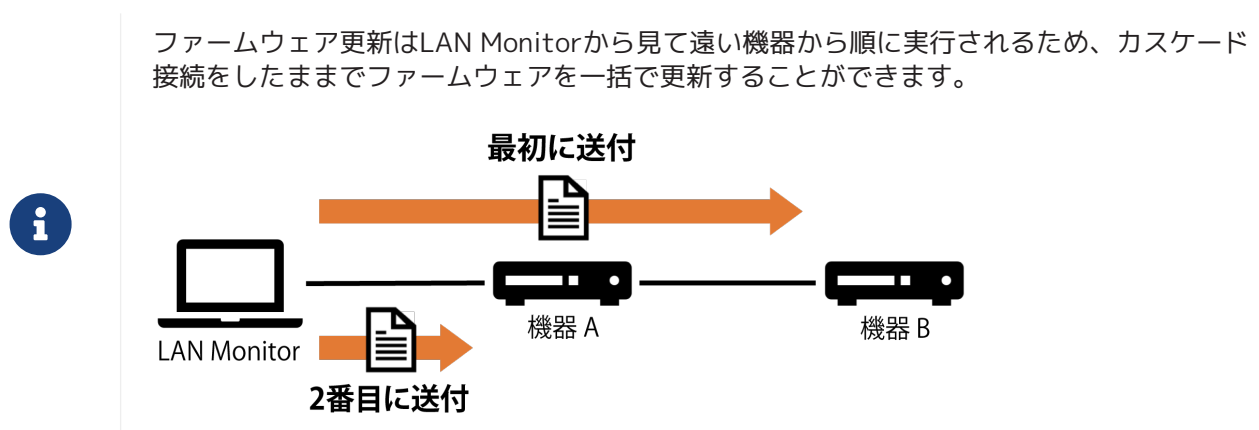 ファームウェア更新はLAN Monitorから見て遠い機器から順に実行されるため、カスケード
接続をしたままでファームウェアを一括で更新することができます。
最初に送付
機器 A
機器 B
LAN Monitor
2番目に送付